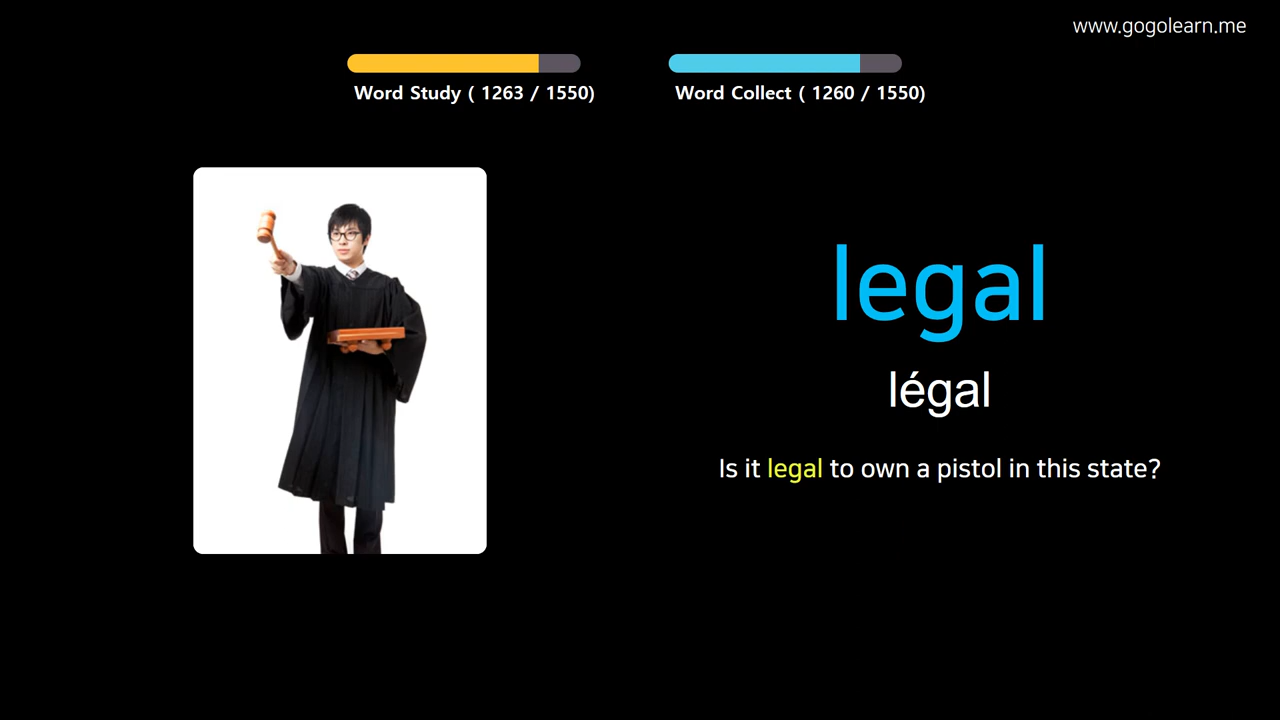 www.gogolearn.me
Word Study ( 1263 / 1550)
Word Collect ( 1260 / 1550)
legal
légal
Is it legal to own a pistol in this state?